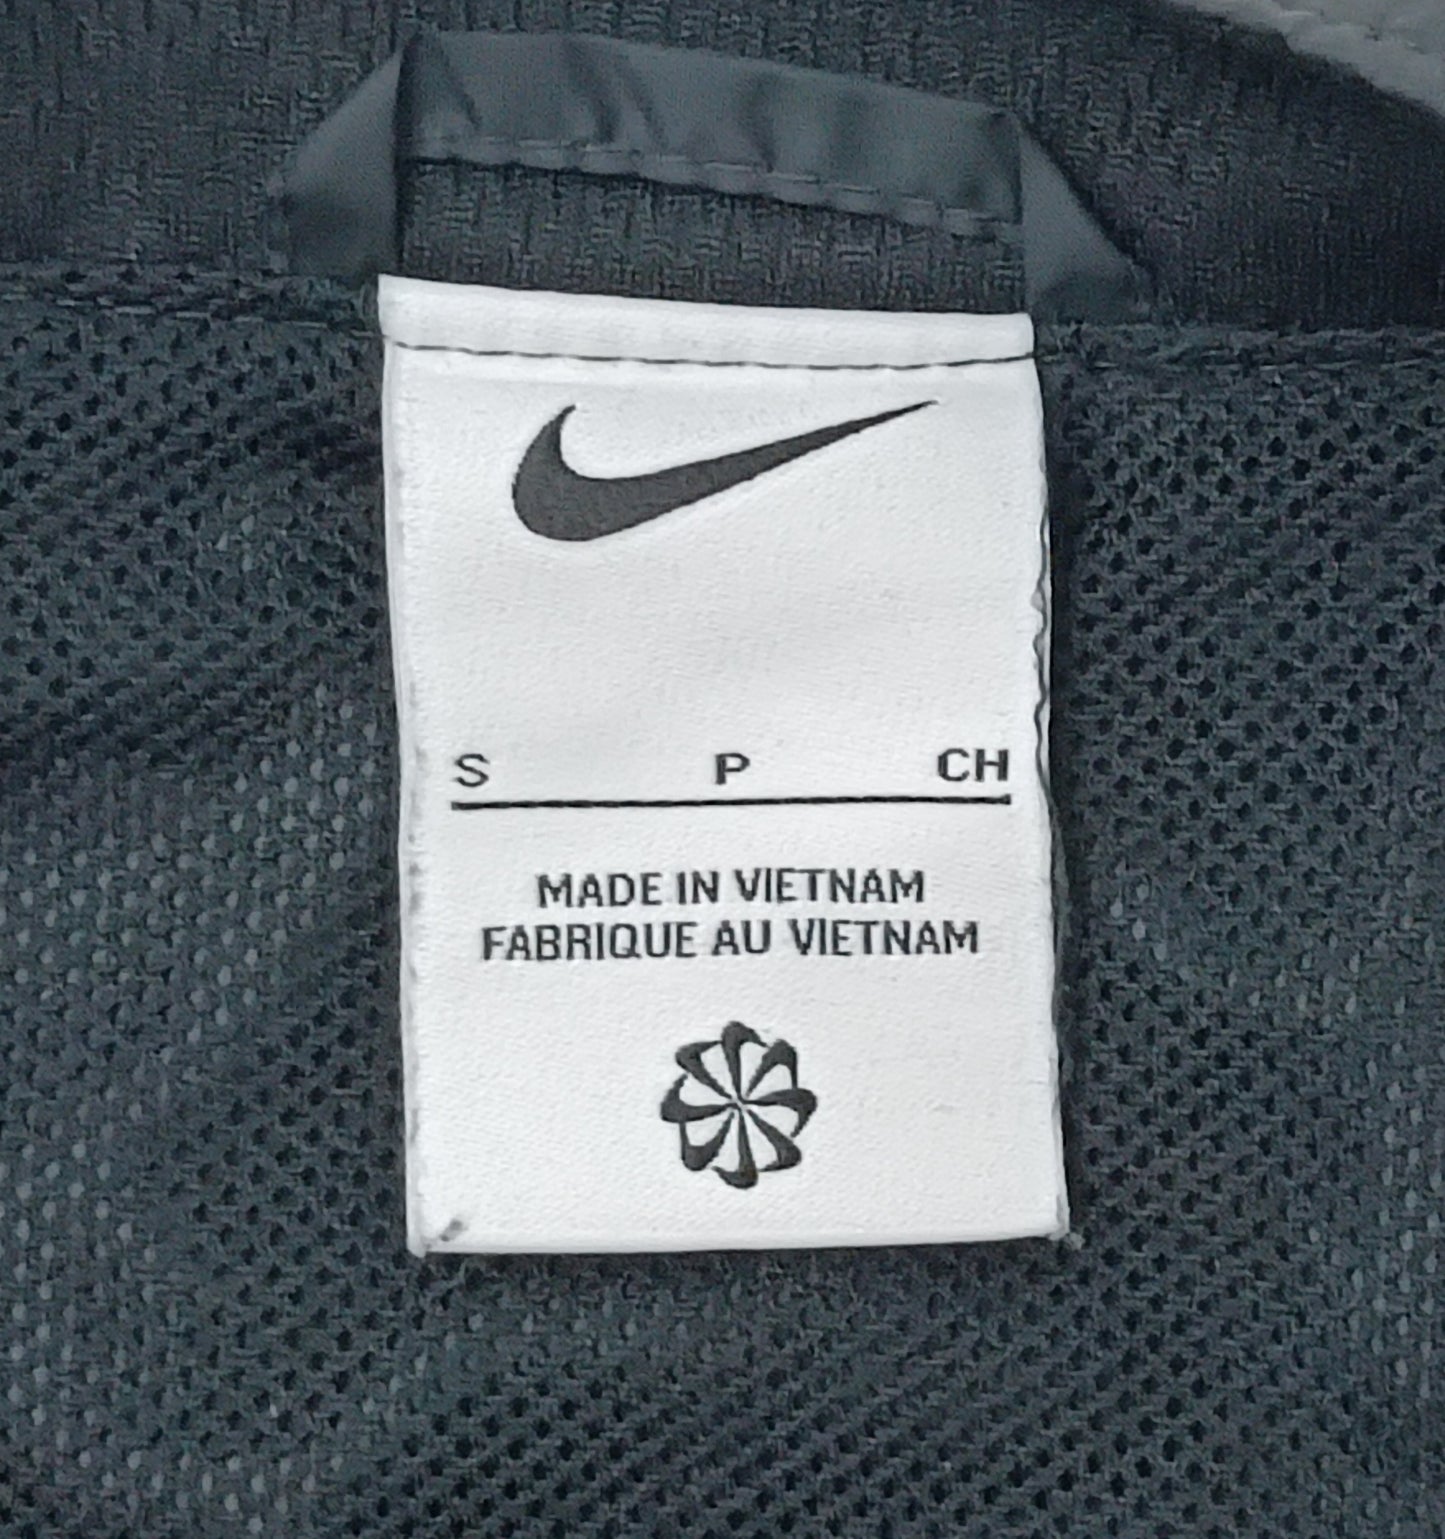 S P CH
MADE IN VIETNAM
FABRIQUE AU VIETNAM